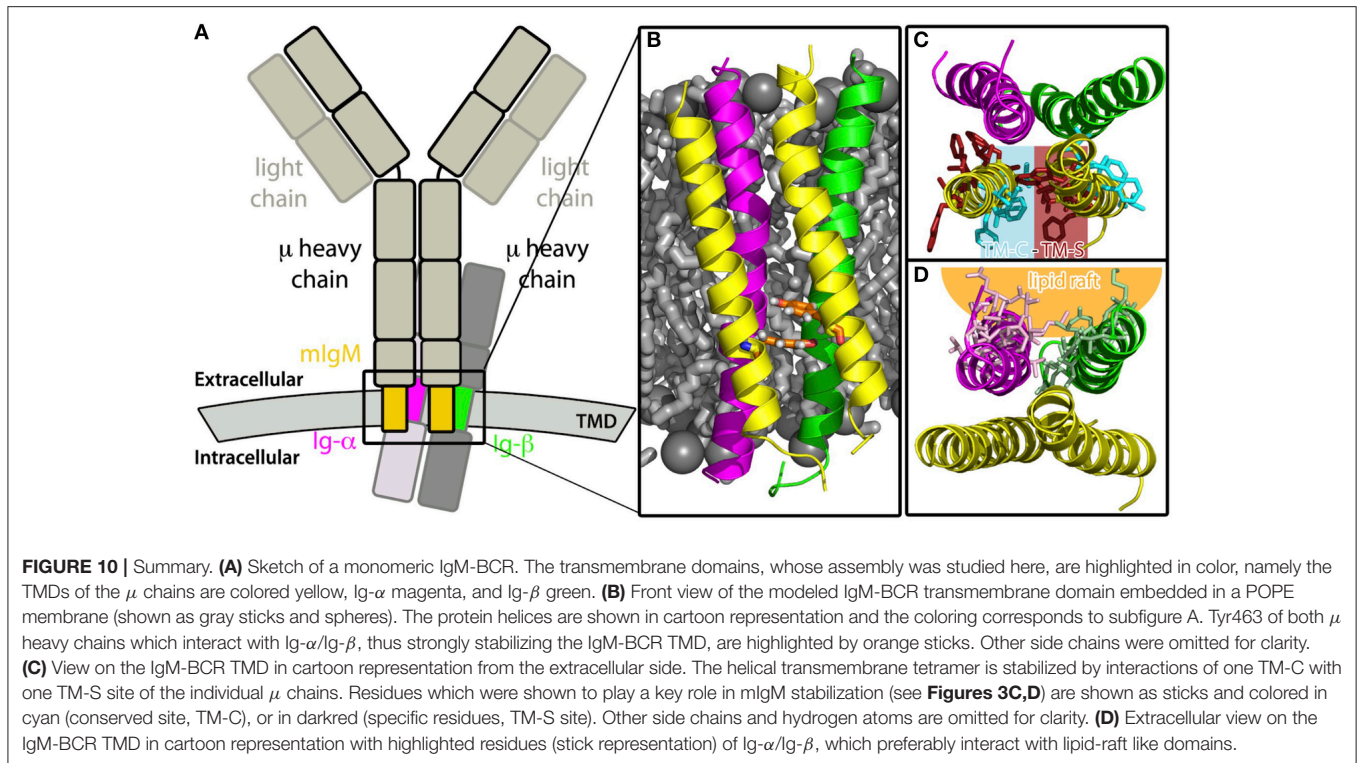 A
light
chain
light
chain
μ heavy
chain
μ heavy
chain
mIgM
Extracellular
TMD
Ig-α
Ig-β
Intracellular
B
C
TM-C - TM-S
D
lipid raft
FIGURE 10 | Summary. (A) Sketch of a monomeric IgM-BCR. The transmembrane domains, whose assembly was studied here, are highlighted in color, namely the
TMDs of the μ chains are colored yellow, Ig-α magenta, and Ig-β green. (B) Front view of the modeled IgM-BCR transmembrane domain embedded in a POPE
membrane (shown as gray sticks and spheres). The protein helices are shown in cartoon representation and the coloring corresponds to subfigure A. Tyr463 of both μ
heavy chains which interact with Ig-α/Ig-β, thus strongly stabilizing the IgM-BCR TMD, are highlighted by orange sticks. Other side chains were omitted for clarity.
(C) View on the IgM-BCR TMD in cartoon representation from the extracellular side. The helical transmembrane tetramer is stabilized by interactions of one TM-C with
one TM-S site of the individual μ chains. Residues which were shown to play a key role in mIgM stabilization (see Figures 3C,D) are shown as sticks and colored in
cyan (conserved site, TM-C), or in darkred (specific residues, TM-S site). Other side chains and hydrogen atoms are omitted for clarity. (D) Extracellular view on the
IgM-BCR TMD in cartoon representation with highlighted residues (stick representation) of Ig-α/Ig-β, which preferably interact with lipid-raft like domains.